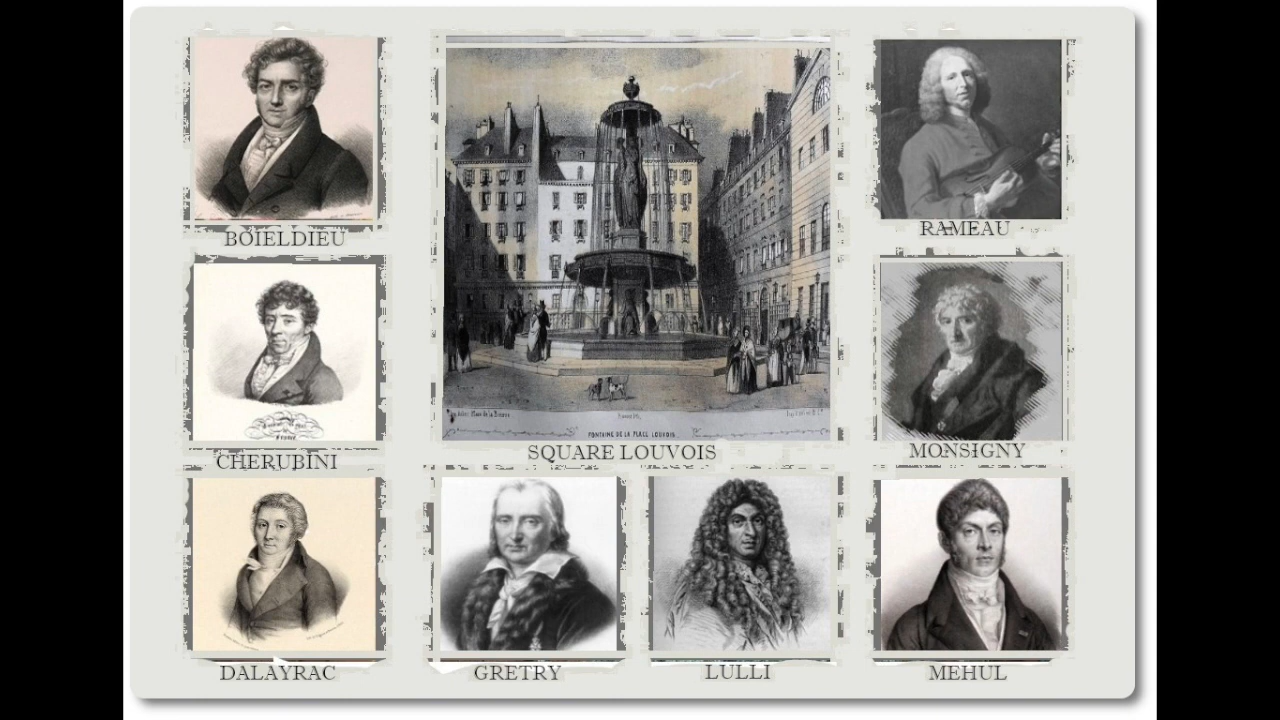 BOIELDIEU
RAMEAU
CHERUBINI
FONTAINE DE LA PLACE LOUVOIS
SQUARE LOUVOIS
MONSIGNY
DALAYRAC
GRETRY
LULLI
MEHUL